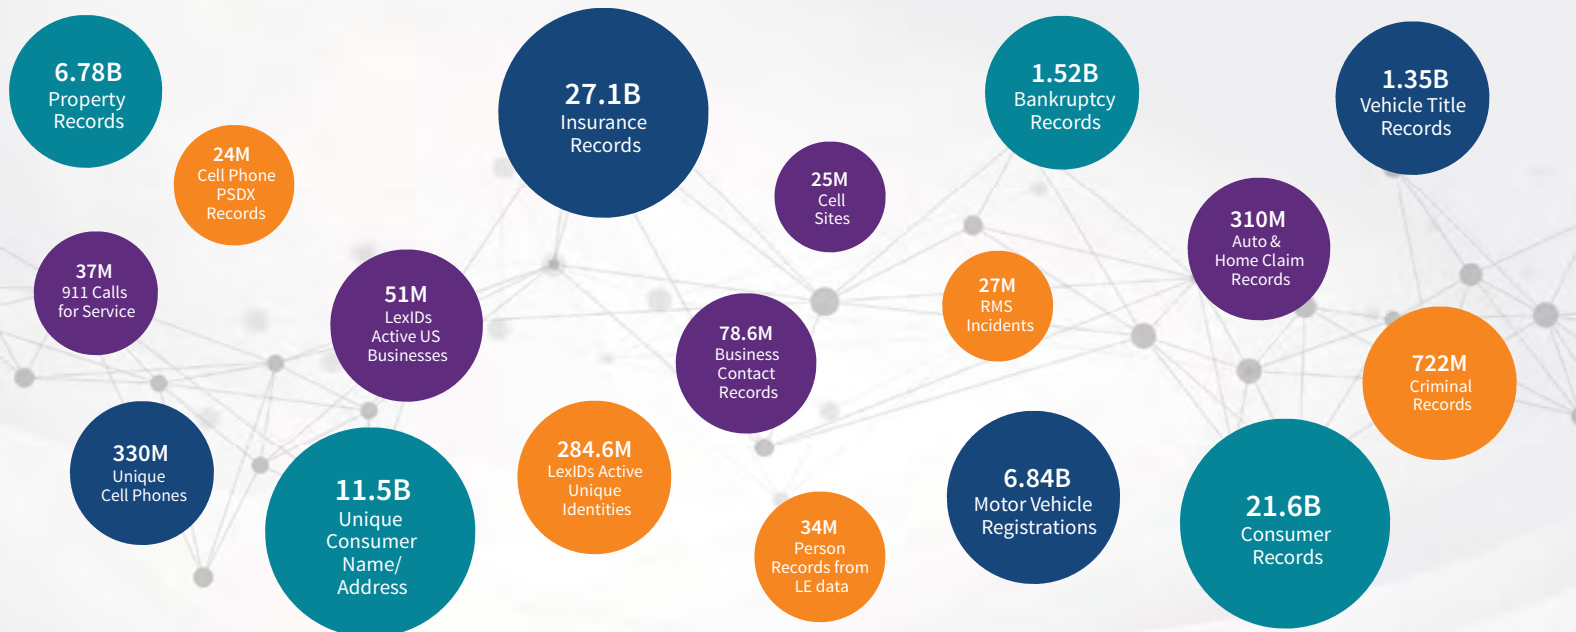 6.78B
Property
Records
24M
Cell Phone
PSDX
Records
27.1B
Insurance
Records
25M
Cell
Sites
1.52B
Bankruptcy
Records
1.35B
Vehicle Title
Records
37M
911 Calls
for Service
51M
LexIDs
Active US
Businesses
78.6M
Business
Contact
Records
27M
RMS
Incidents
310M
Auto &
Home Claim
Records
722M
Criminal
Records
330M
Unique
Cell Phones
11.5B
Unique
Consumer
Name/
Address
284.6M
LexIDs Active
Unique
Identities
34M
Person
Records from
LE data
6.84B
Motor Vehicle
Registrations
21.6B
Consumer
Records